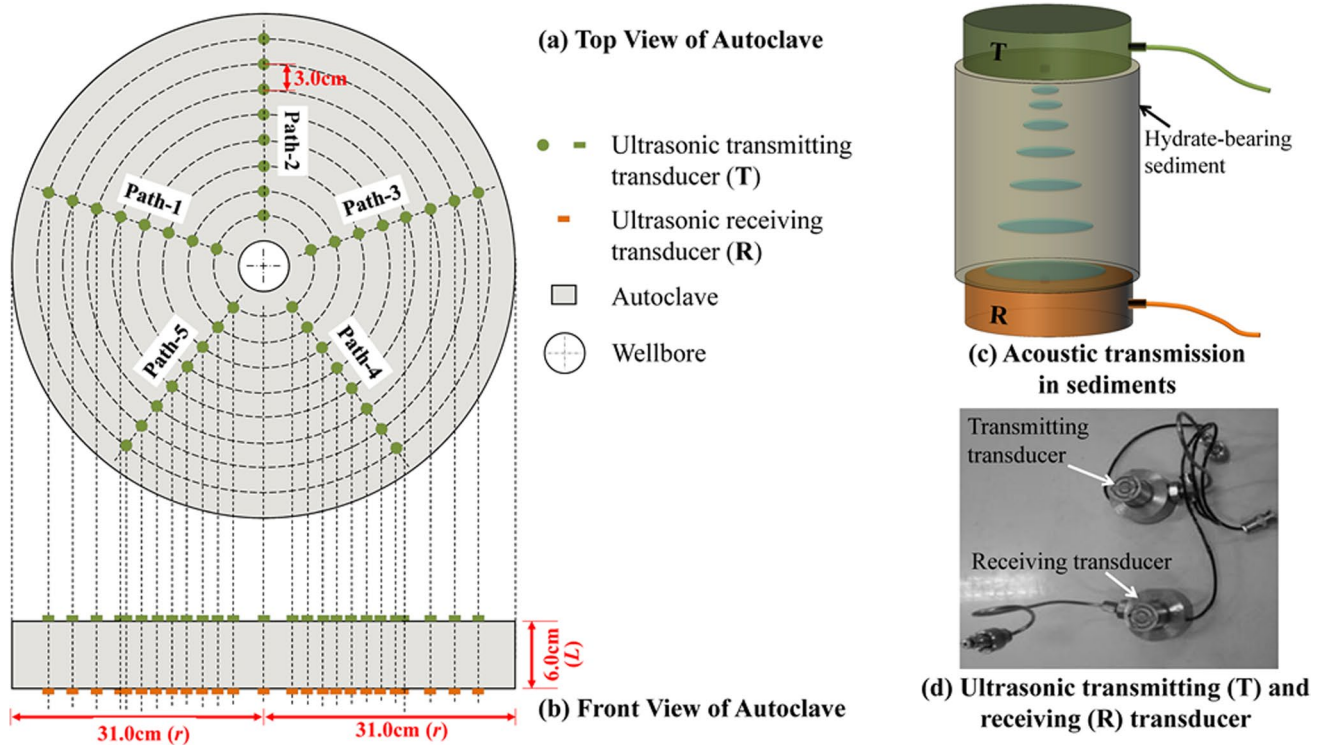 (a) Top View of Autoclave
3.0cm
Path-1
Path-2
Path-3
Path-4
Path-5
Ultrasonic transmitting
transducer (T)
Ultrasonic receiving
transducer (R)
Autoclave
Wellbore
6.0cm
(L)
31.0cm (r)
31.0cm (r)
(b) Front View of Autoclave
T
Hydrate-bearing
sediment
R
(c) Acoustic transmission
in sediments
Transmitting
transducer
Receiving transducer
(d) Ultrasonic transmitting (T) and
receiving (R) transducer